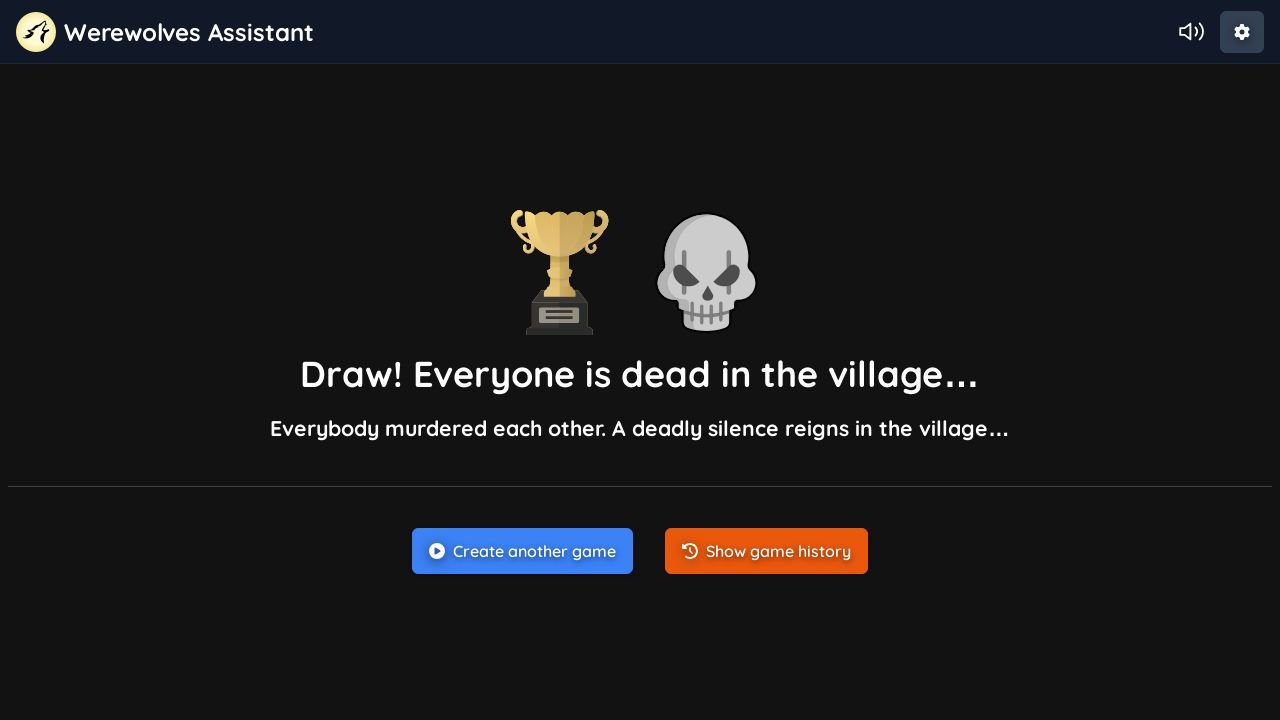 Werewolves Assistant
Draw! Everyone is dead in the village...
Everybody murdered each other. A deadly silence reigns in the village...
Create another game
Show game history